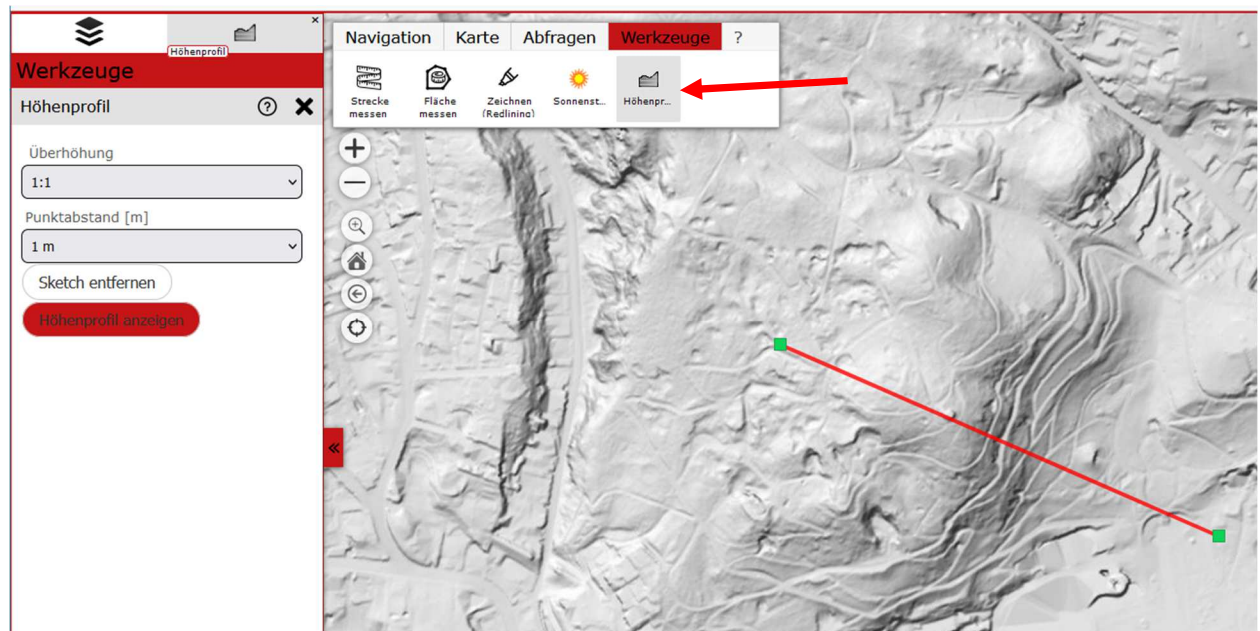 Höhenprofil
Werkzeuge
Höhenprofil ?
Überhöhung
1:1
Punktabstand [m]
1 m
Sketch entfernen
Höhenprofil anzeigen
Navigation Karte Abfragen Werkzeuge ?
Strecke messen
Fläche messen
Zeichnen (Redlining)
Sonnenst...
Höhenpr...